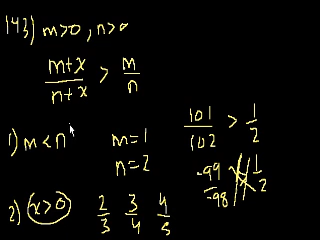 143) m>0, n>0
m+x/n+x > m/n
1) m<n m=1
n=2
101/102 > 1/2
-99/-98 1/2
2) x>0 2/3 3/4 4/5